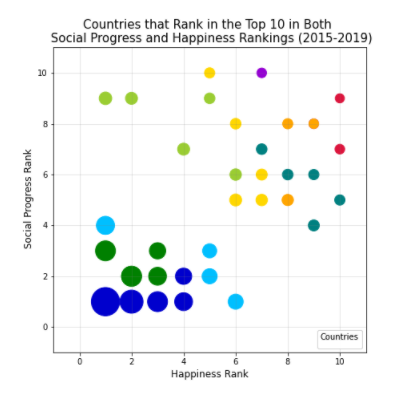 Countries that Rank in the Top 10 in Both
Social Progress and Happiness Rankings (2015-2019)
10
8
6
4
2
0
Social Progress Rank
Countries
0 2 4 6 8 10
Happiness Rank